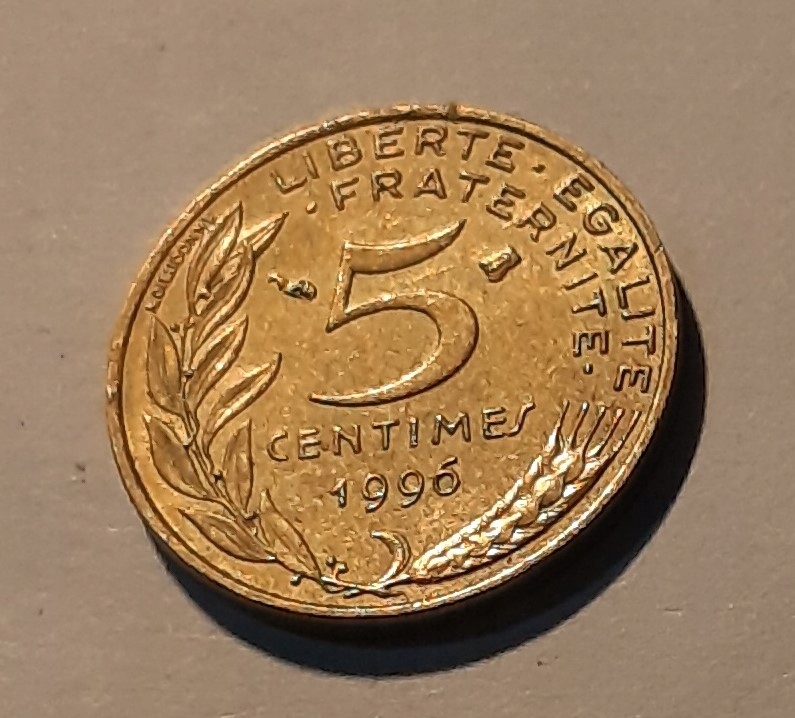 LIBERTE · EGALITE
· FRATERNITE ·
5
CENTIMES
1996